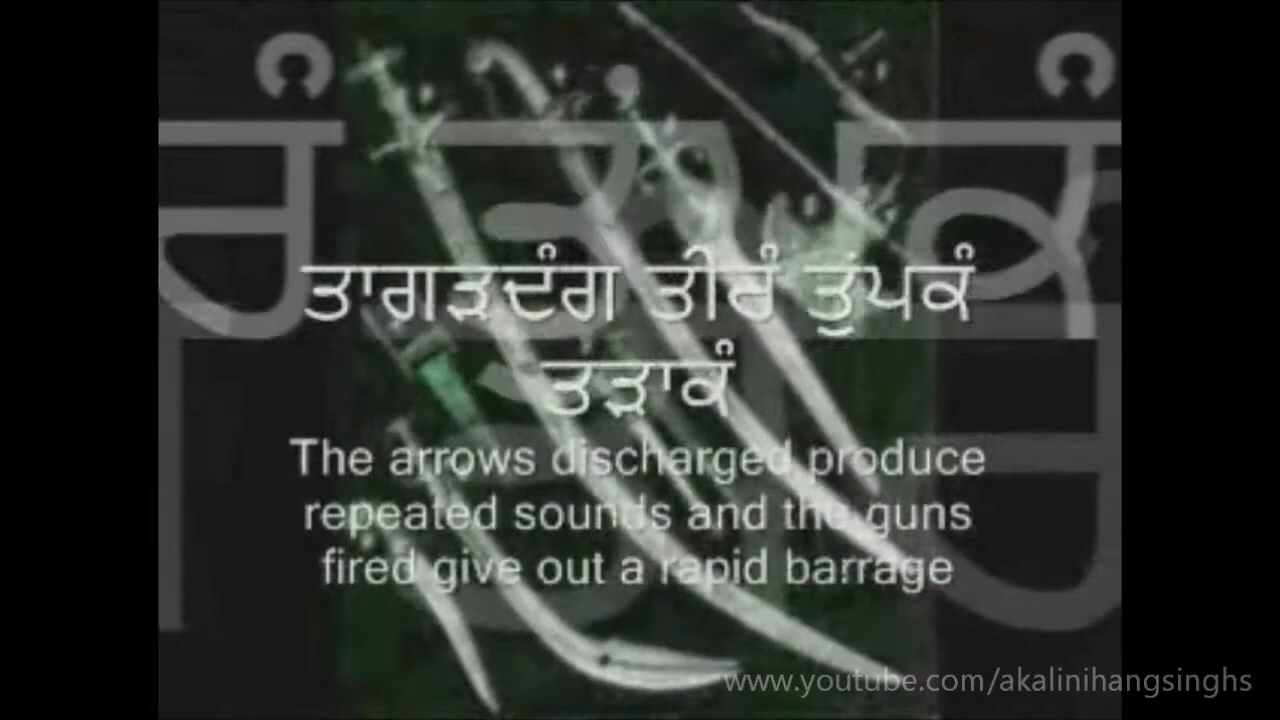 ਤਾਗੜਦੰਗ ਤੀਰੰ ਤੁਪਕੰ
ਤੜਾਕੰ
The arrows discharged produce
repeated sounds and the guns
fired give out a rapid barrage
www.youtube.com/akalinihangsinghs